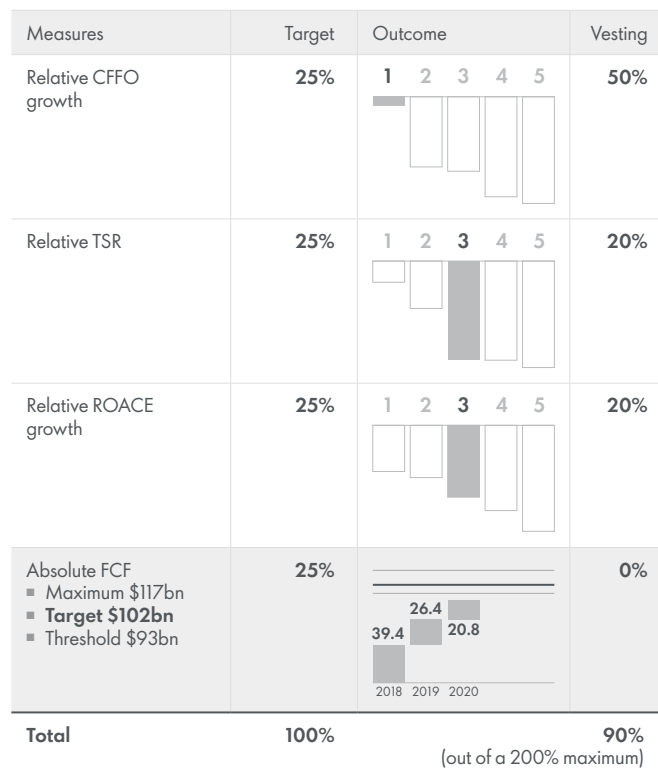 Measures Target Outcome Vesting
Relative CFFO 25% 1 2 3 4 5 50%
growth
Relative TSR 25% 1 2 3 4 5 20%
Relative ROACE 25% 1 2 3 4 5 20%
growth
Absolute FCF 25% 0%
■ Maximum $117bn
■ Target $102bn
■ Threshold $93bn
26.4
39.4 20.8
2018 2019 2020
Total 100% 90%
(out of a 200% maximum)